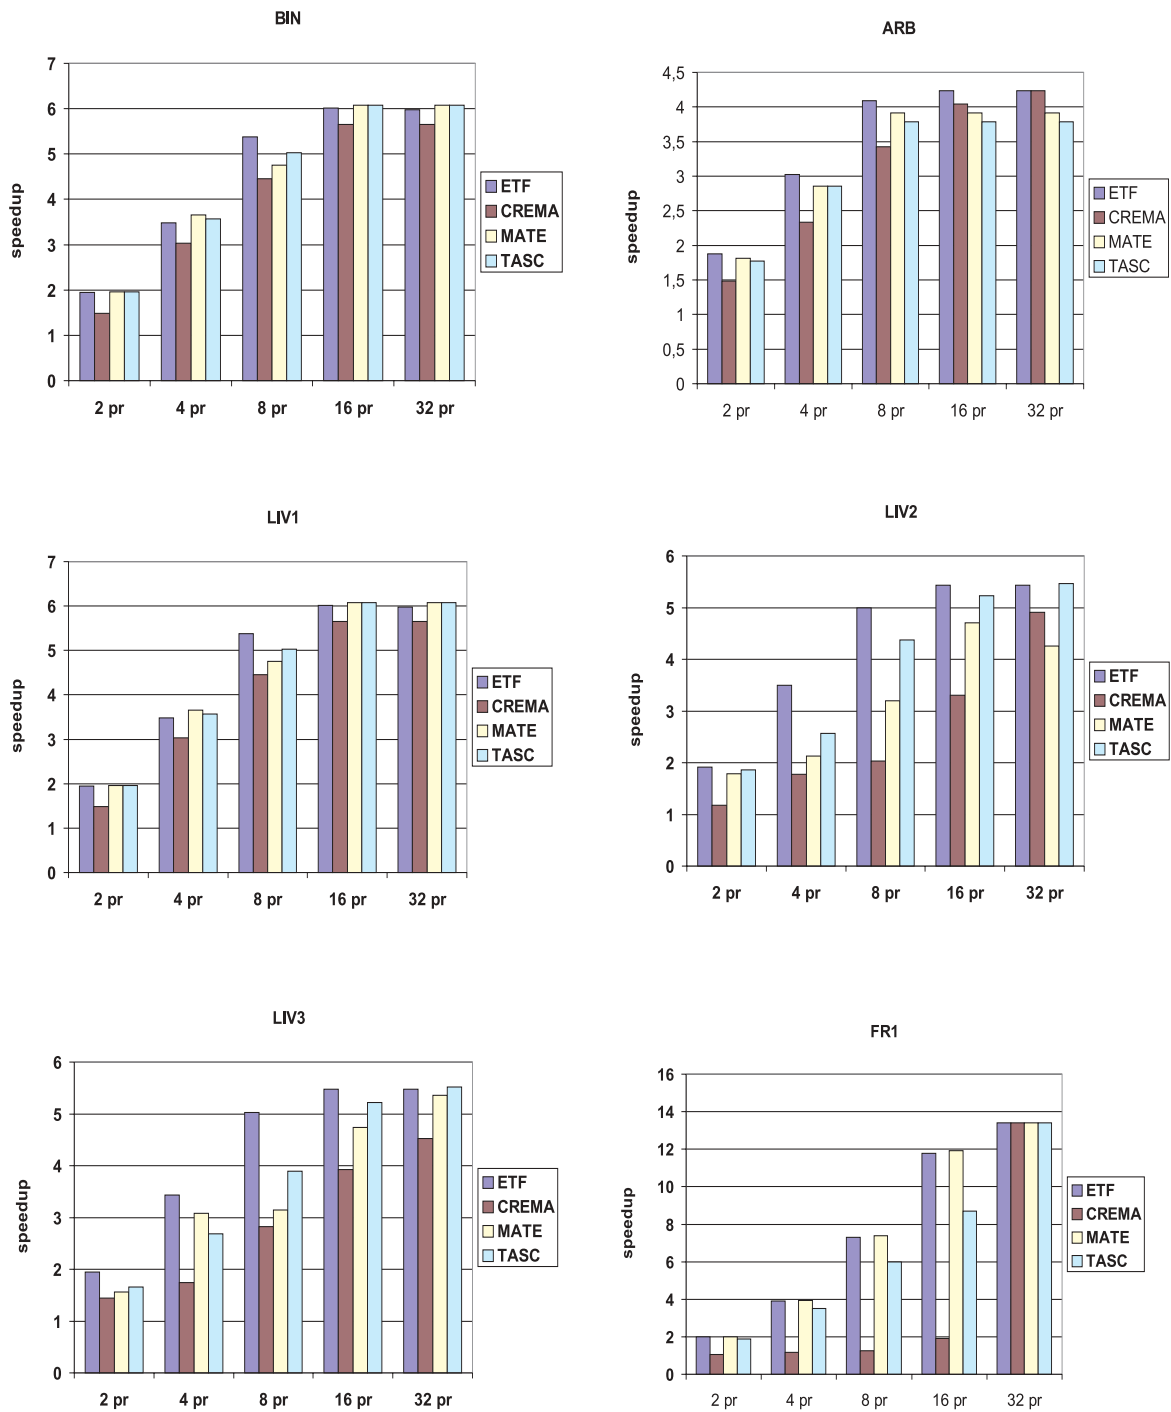 BIN
7
6
5
4
3
2
1
0
speedup
2 pr 4 pr 8 pr 16 pr 32 pr
ETF
CREMA
MATE
TASC
ARB
4,5
4
3,5
3
2,5
2
1,5
1
0,5
0
speedup
2 pr 4 pr 8 pr 16 pr 32 pr
ETF
CREMA
MATE
TASC
LIV1
7
6
5
4
3
2
1
0
speedup
2 pr 4 pr 8 pr 16 pr 32 pr
ETF
CREMA
MATE
TASC
LIV2
6
5
4
3
2
1
0
speedup
2 pr 4 pr 8 pr 16 pr 32 pr
ETF
CREMA
MATE
TASC
LIV3
6
5
4
3
2
1
0
speedup
2 pr 4 pr 8 pr 16 pr 32 pr
ETF
CREMA
MATE
TASC
FR1
16
14
12
10
8
6
4
2
0
speedup
2 pr 4 pr 8 pr 16 pr 32 pr
ETF
CREMA
MATE
TASC